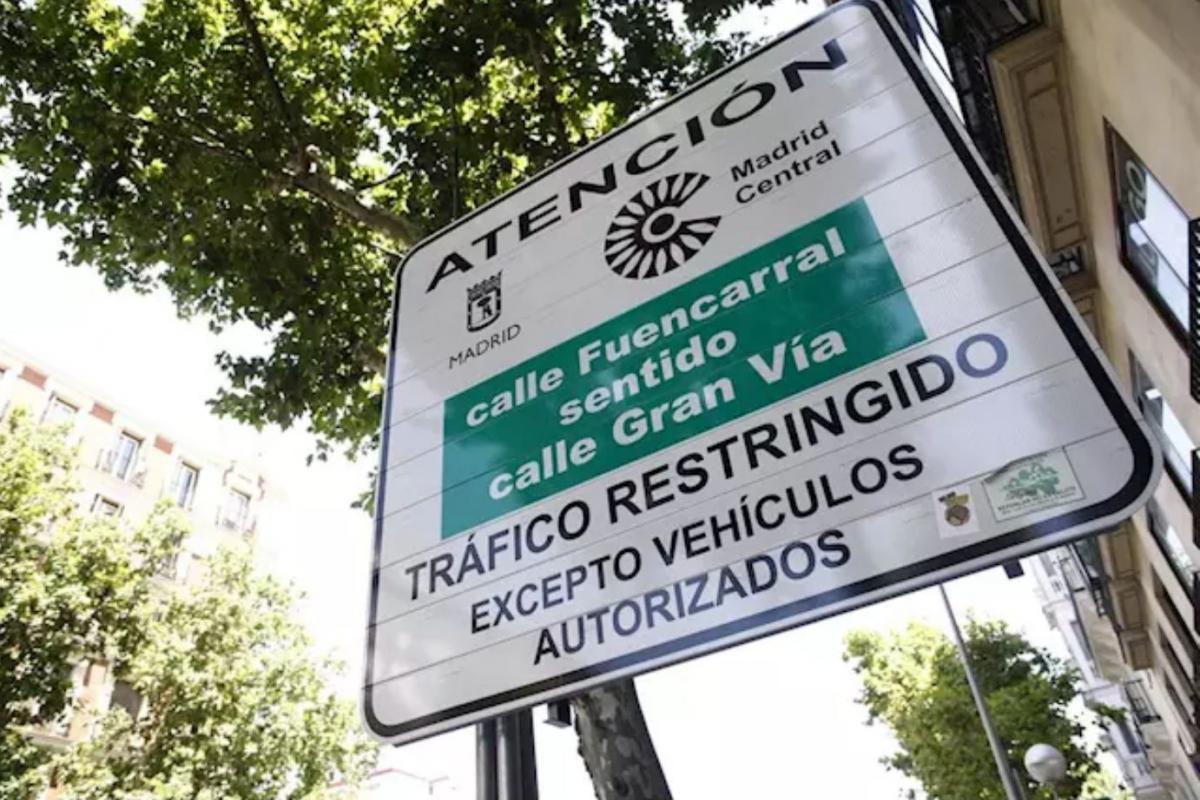 ATENCIÓN
Madrid
Central
MADRID
calle Fuencarral
sentido
calle Gran Vía
TRÁFICO RESTRINGIDO
EXCEPTO VEHÍCULOS
AUTORIZADOS